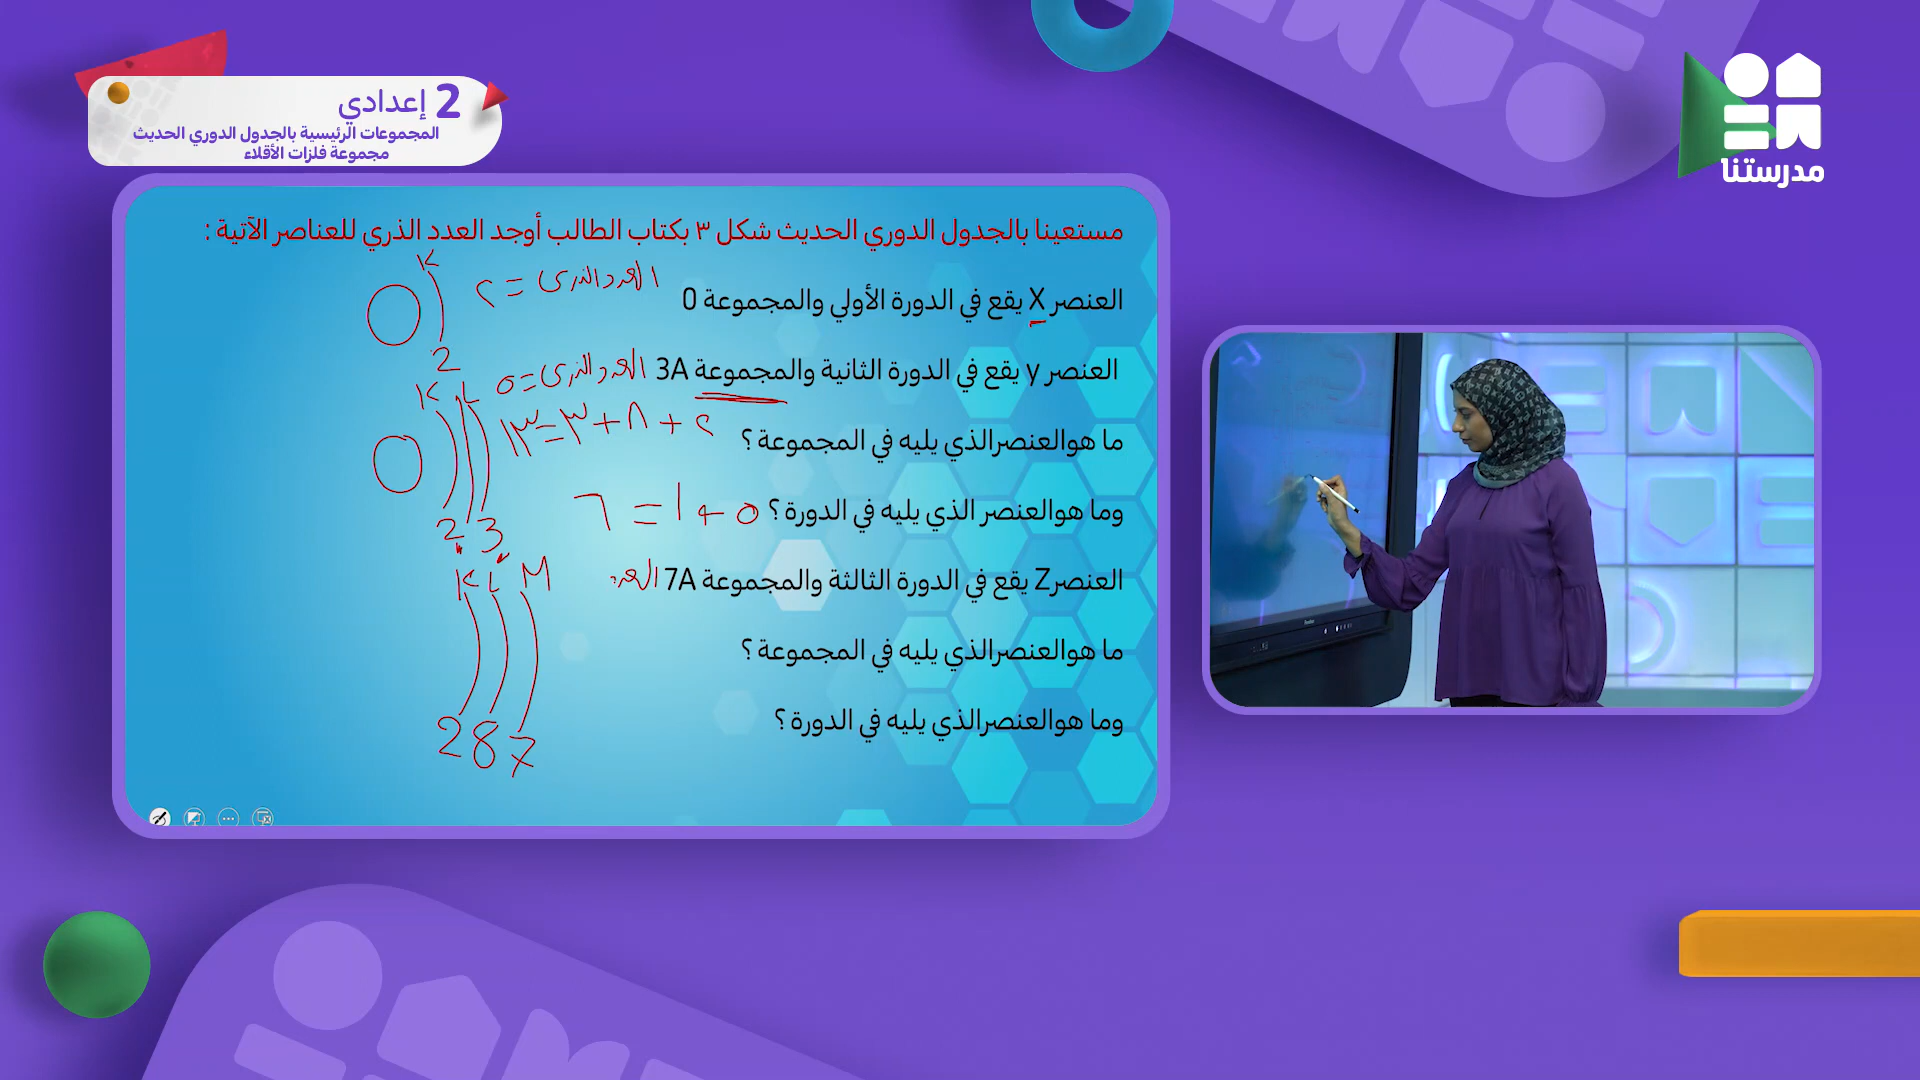 2 إعدادي
المجموعات الرئيسية بالجدول الدوري الحديث
مجموعة فلزات الأقلاء
مدرستنا
مستعينا بالجدول الدوري الحديث شكل ٣ بكتاب الطالب أوجد العدد الذري للعناصر الآتية :
العنصر X يقع في الدورة الأولي والمجموعة 0
العدد الذرى = ٢
K
2
العنصر y يقع في الدورة الثانية والمجموعة 3A
العدد الذرى = ٥
K L
2 3
ما هوالعنصرالذي يليه في المجموعة ؟
٢ + ٨ + ٣ = ١٣
وما هوالعنصر الذي يليه في الدورة ؟
٥ + ١ = ٦
العنصرZ يقع في الدورة الثالثة والمجموعة 7A
K L M
2 8 7
ما هوالعنصرالذي يليه في المجموعة ؟
وما هوالعنصرالذي يليه في الدورة ؟